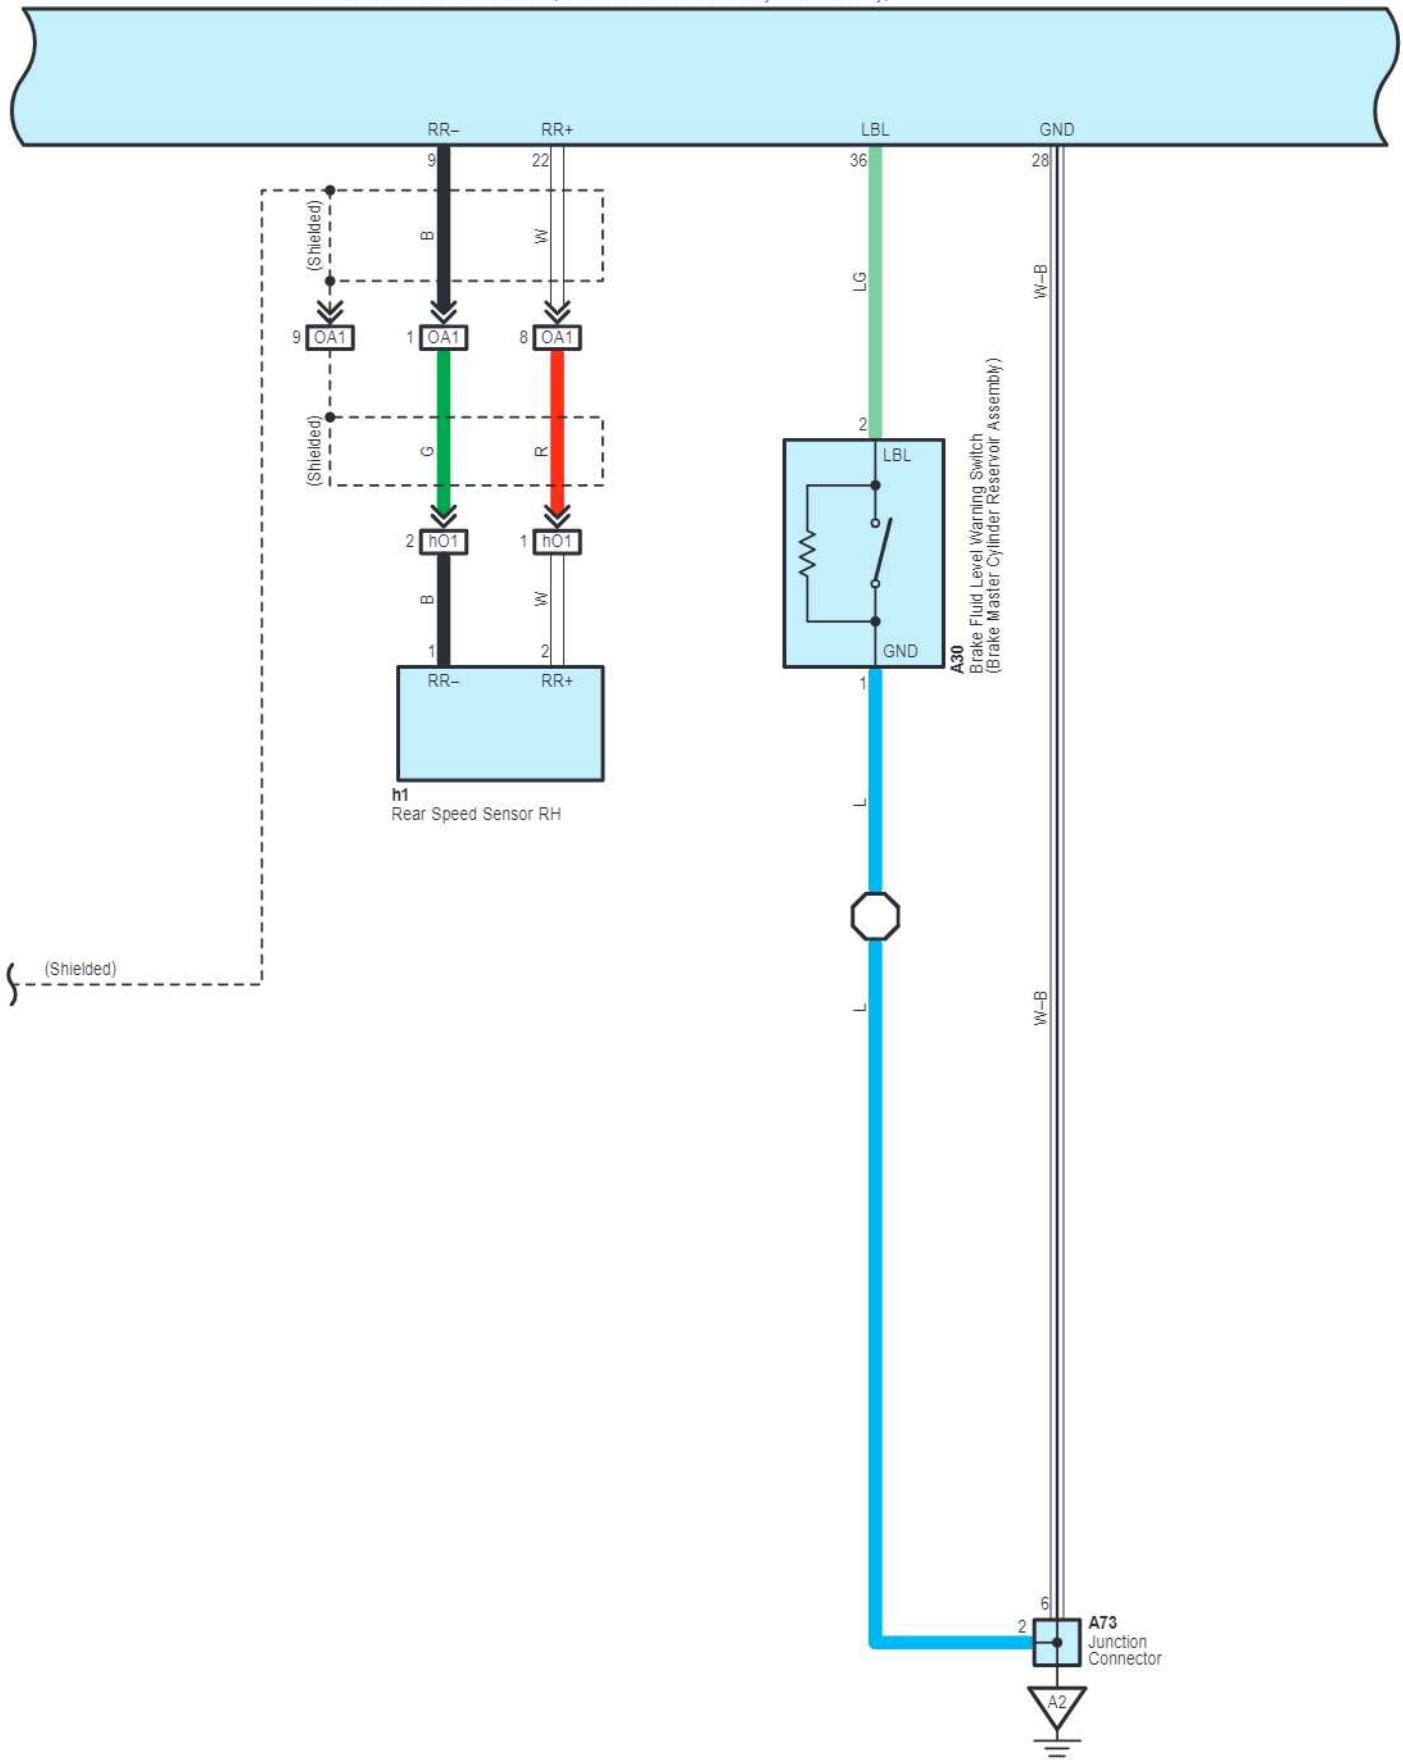 RR– RR+ LBL GND
9 22 36 28
(Shielded) B W LG W–B
9 OA1 1 OA1 8 OA1
(Shielded) G R
2 hO1 1 hO1
B W
1 2
RR– RR+
h1
Rear Speed Sensor RH
2
LBL
GND
A30
Brake Fluid Level Warning Switch
(Brake Master Cylinder Reservoir Assembly)
1
L
(Shielded)
L W–B
6
2
A73
Junction
Connector
A2